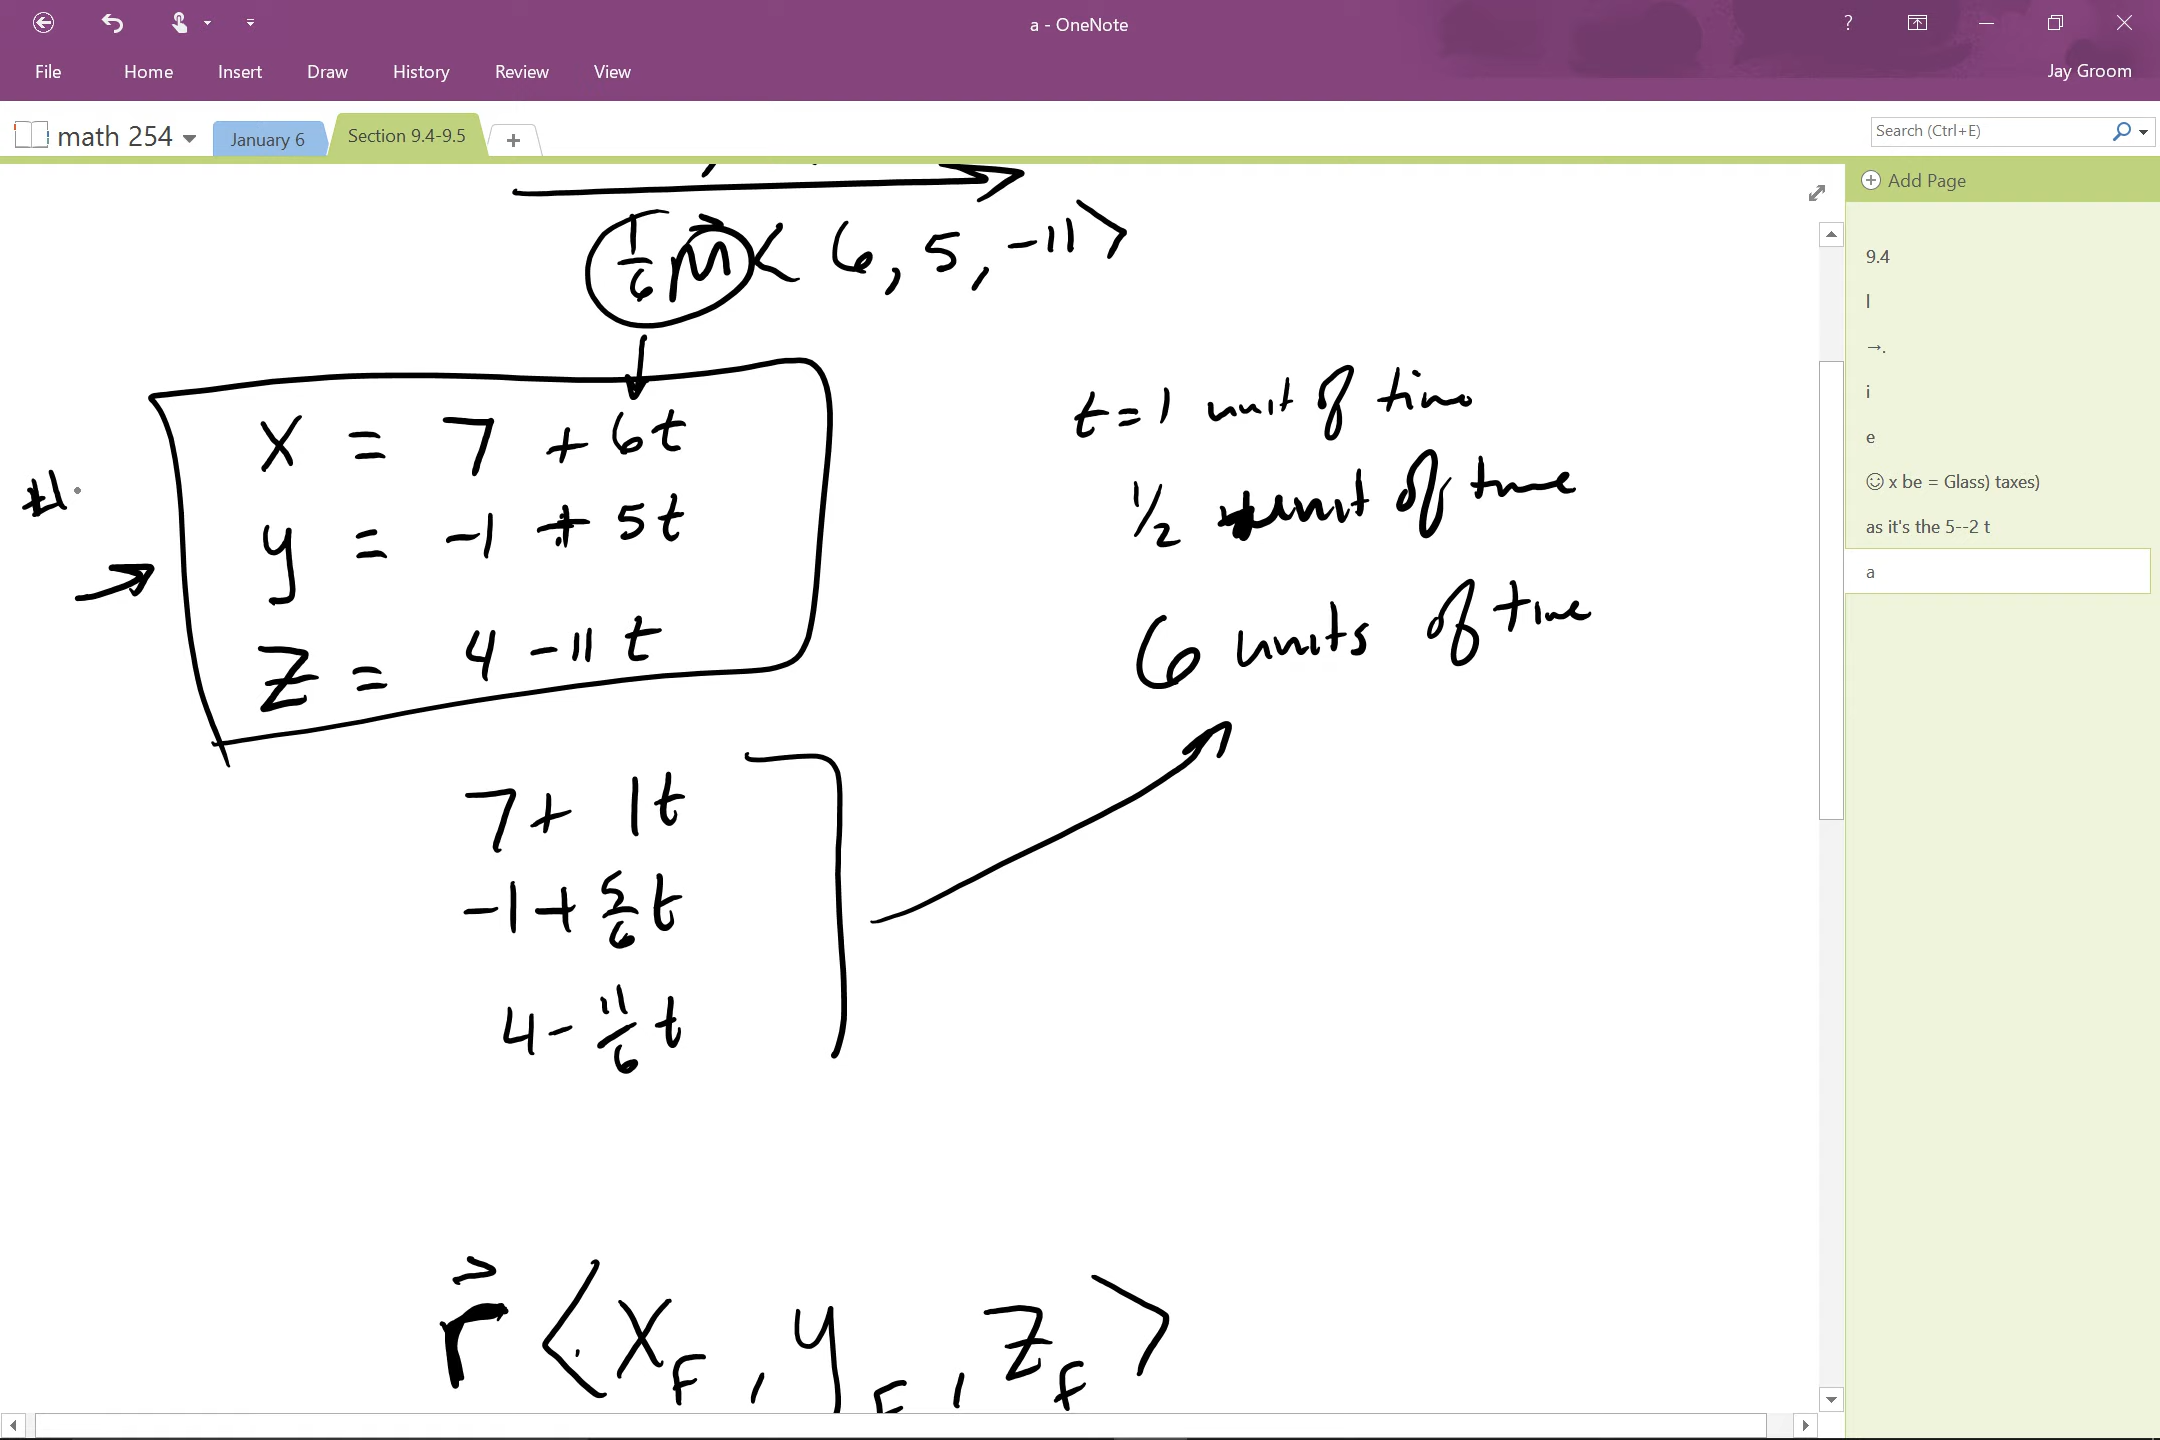 a - OneNote
?
File Home Insert Draw History Review View
Jay Groom
math 254 January 6 Section 9.4-9.5 +
Search (Ctrl+E)
Add Page
9.4
l
→.
i
e
☺ x be = Glass) taxes)
as it's the 5--2 t
a
1/6 m⃗ < 6, 5, -11 >
x = 7 + 6t
y = -1 + 5t
z = 4 - 11 t
#1.
t = 1 unit of time
1/2 unit of time
6 units of time
7 + 1t
-1 + 5/6 t
4 - 11/6 t
r⃗ < x_F, y_F, z_F >